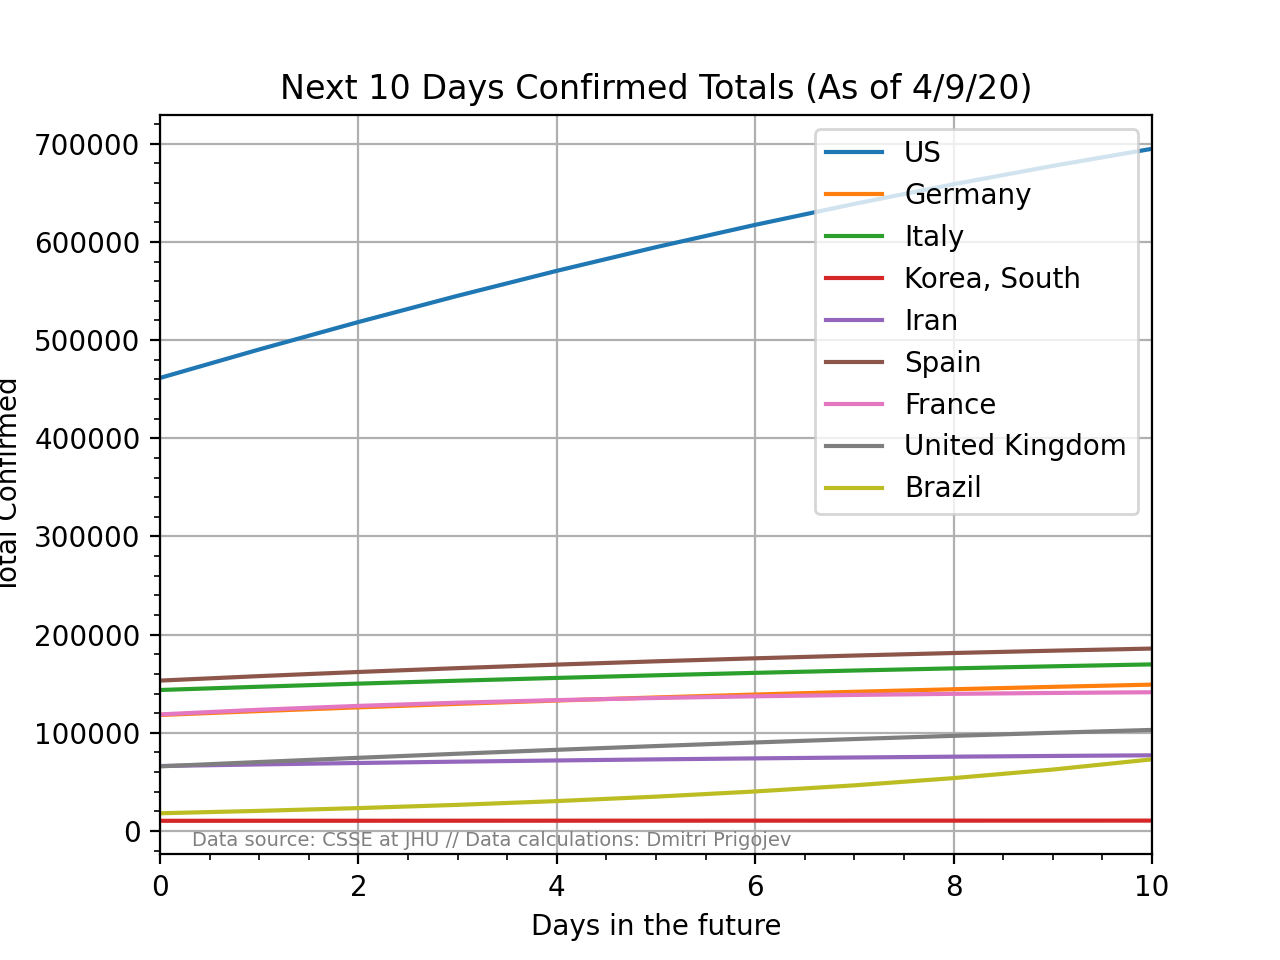 Next 10 Days Confirmed Totals (As of 4/9/20)
700000
600000
500000
400000
300000
200000
100000
0
Total Confirmed
US
Germany
Italy
Korea, South
Iran
Spain
France
United Kingdom
Brazil
Data source: CSSE at JHU // Data calculations: Dmitri Prigojev
0 2 4 6 8 10
Days in the future